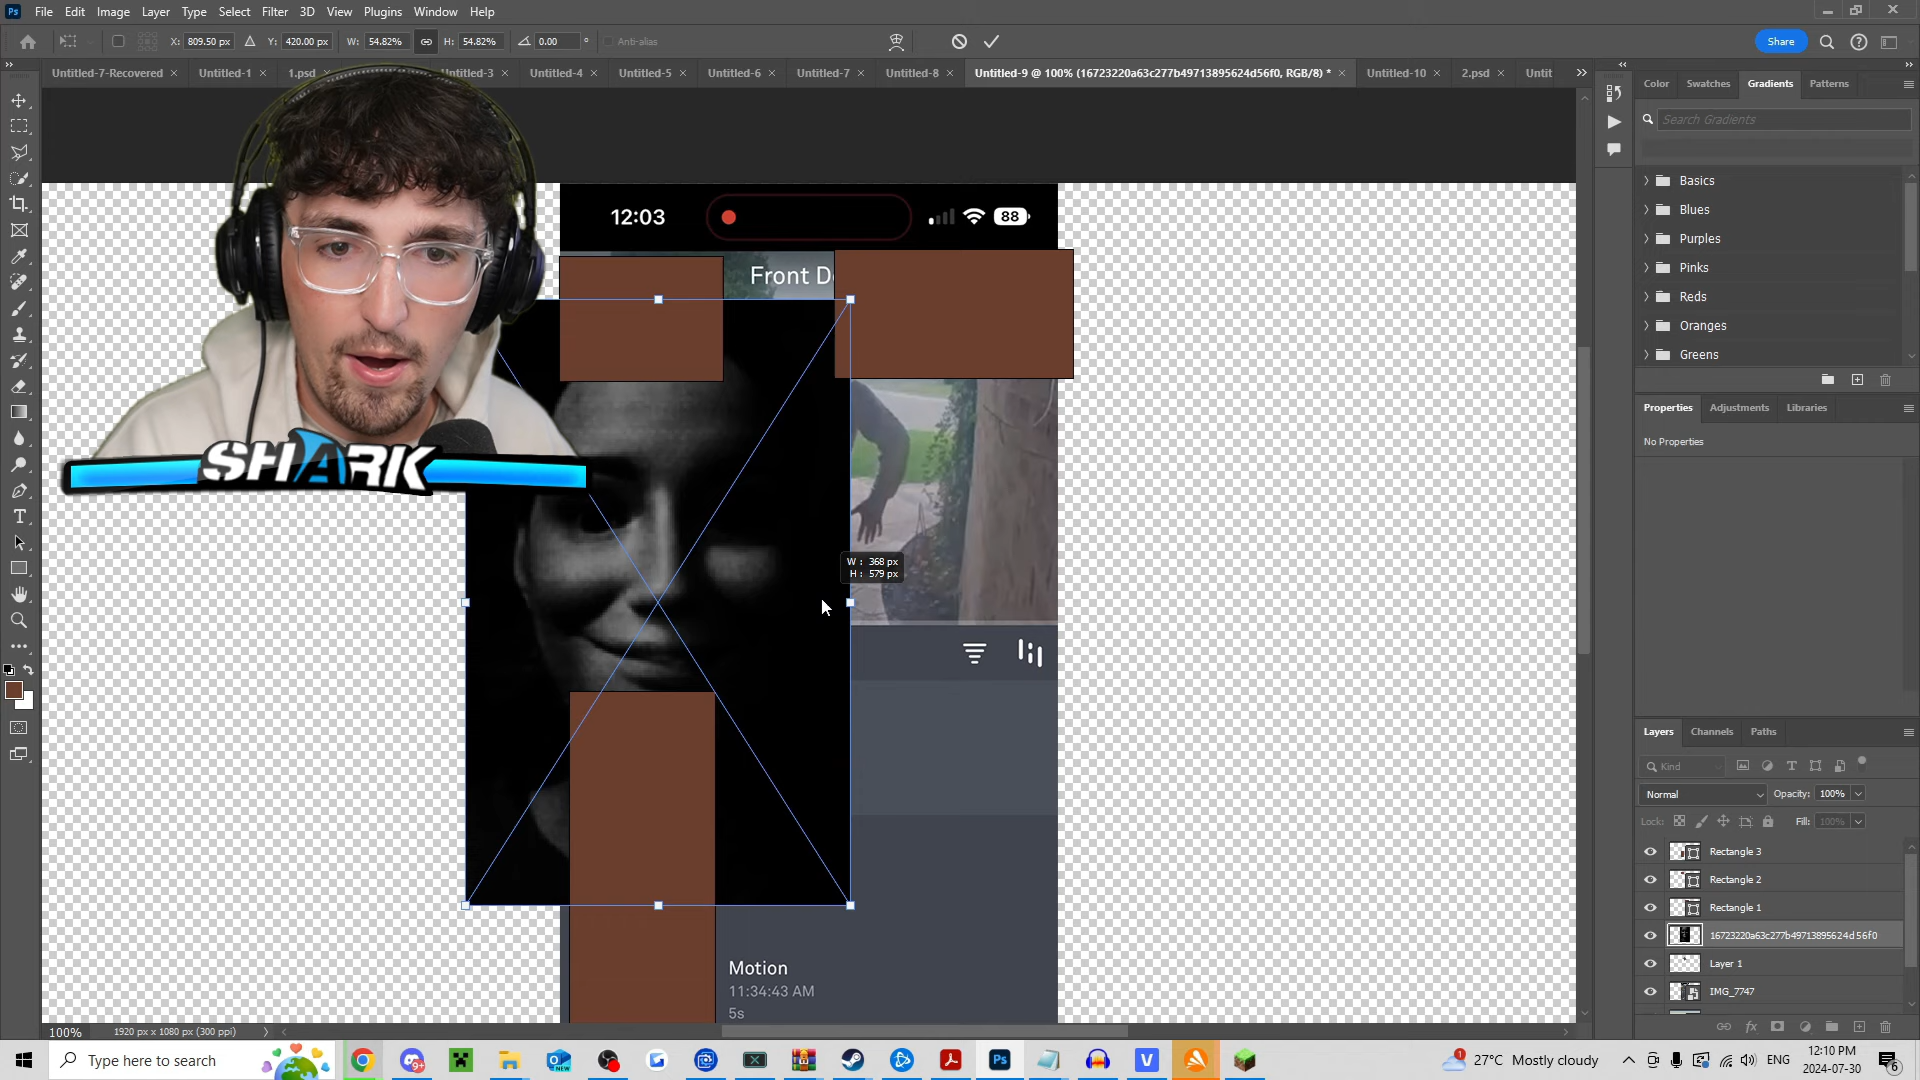 Ps File Edit Image Layer Type Select Filter 3D View Plugins Window Help
X: 809.50 px Y: 420.00 px W: 54.82% H: 54.82% 0.00 ° Anti-alias Share
Untitled-7-Recovered × Untitled-1 × 1.psd Untitled-3 × Untitled-4 × Untitled-5 × Untitled-6 × Untitled-7 × Untitled-8 × Untitled-9 @ 100% (16723220a63c277b49713895624d56f0, RGB/8) * × Untitled-10 × 2.psd × Untit
Color Swatches Gradients Patterns
Search Gradients
Basics
Blues
Purples
Pinks
Reds
Oranges
Greens
12:03 88
Front D
SHARK
W: 368 px
H: 579 px
Motion
11:34:43 AM
5s
Properties Adjustments Libraries
No Properties
Layers Channels Paths
Kind
Normal Opacity: 100%
Lock: Fill: 100%
Rectangle 3
Rectangle 2
Rectangle 1
16723220a63c277b49713895624d56f0
Layer 1
IMG_7747
100% 1920 px x 1080 px (300 ppi)
Type here to search
27°C Mostly cloudy ENG 12:10 PM
2024-07-30